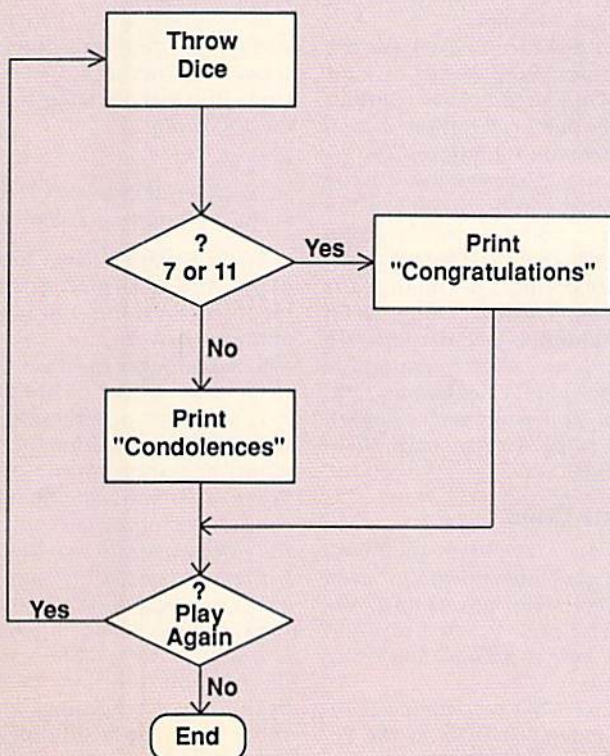 Throw
Dice
?
7 or 11
Yes
Print
"Congratulations"
No
Print
"Condolences"
?
Play
Again
Yes
No
End